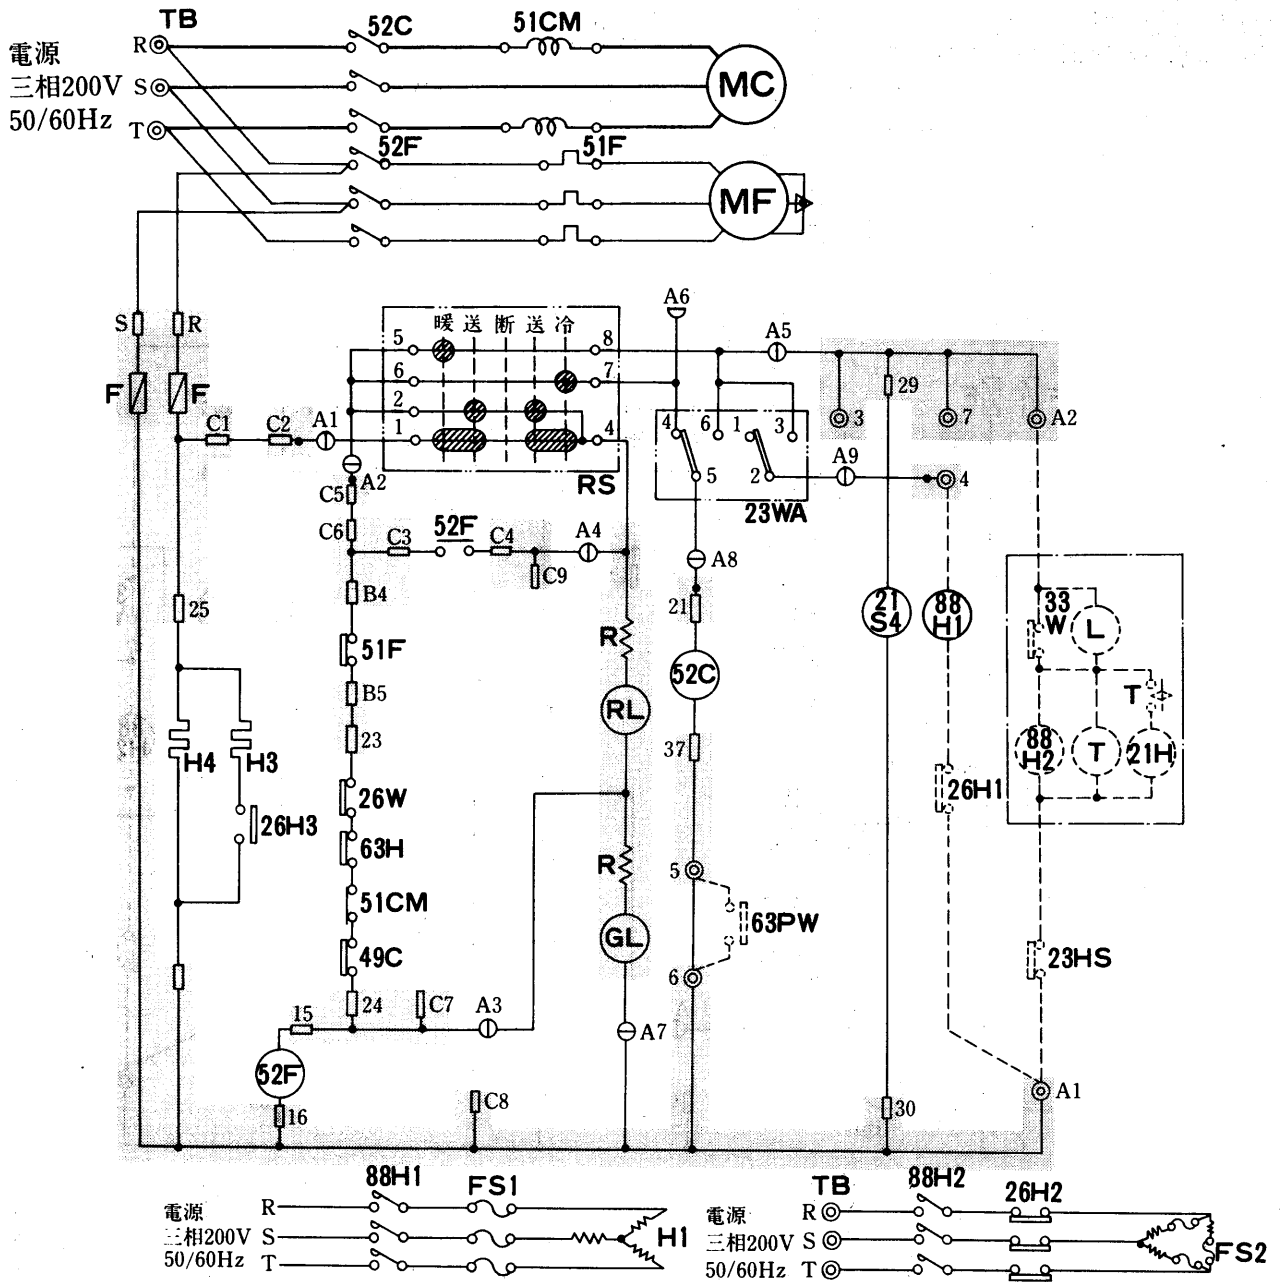 TB
52C
51CM
電源
三相200V
50/60Hz
R
S
T
MC
52F
51F
MF
S
R
F
F
暖 送 断 送 冷
5
6
2
1
8
7
4
RS
A6
A5
29
3
7
A2
C1
C2
A1
A2
C5
C6
4
6
1
3
5
2
A9
4
23WA
C3
52F
C4
A4
C9
A8
25
B4
51F
B5
23
R
RL
21
52C
37
21
S4
88
H1
33
W
L
T
88
H2
T
21H
H4
H3
26H3
26W
63H
51CM
49C
24
R
GL
5
63PW
6
26H1
23HS
15
C7
A3
A7
52F
16
C8
30
A1
電源
三相200V
50/60Hz
R
S
T
88H1
FS1
H1
電源
三相200V
50/60Hz
TB
R
S
T
88H2
26H2
FS2